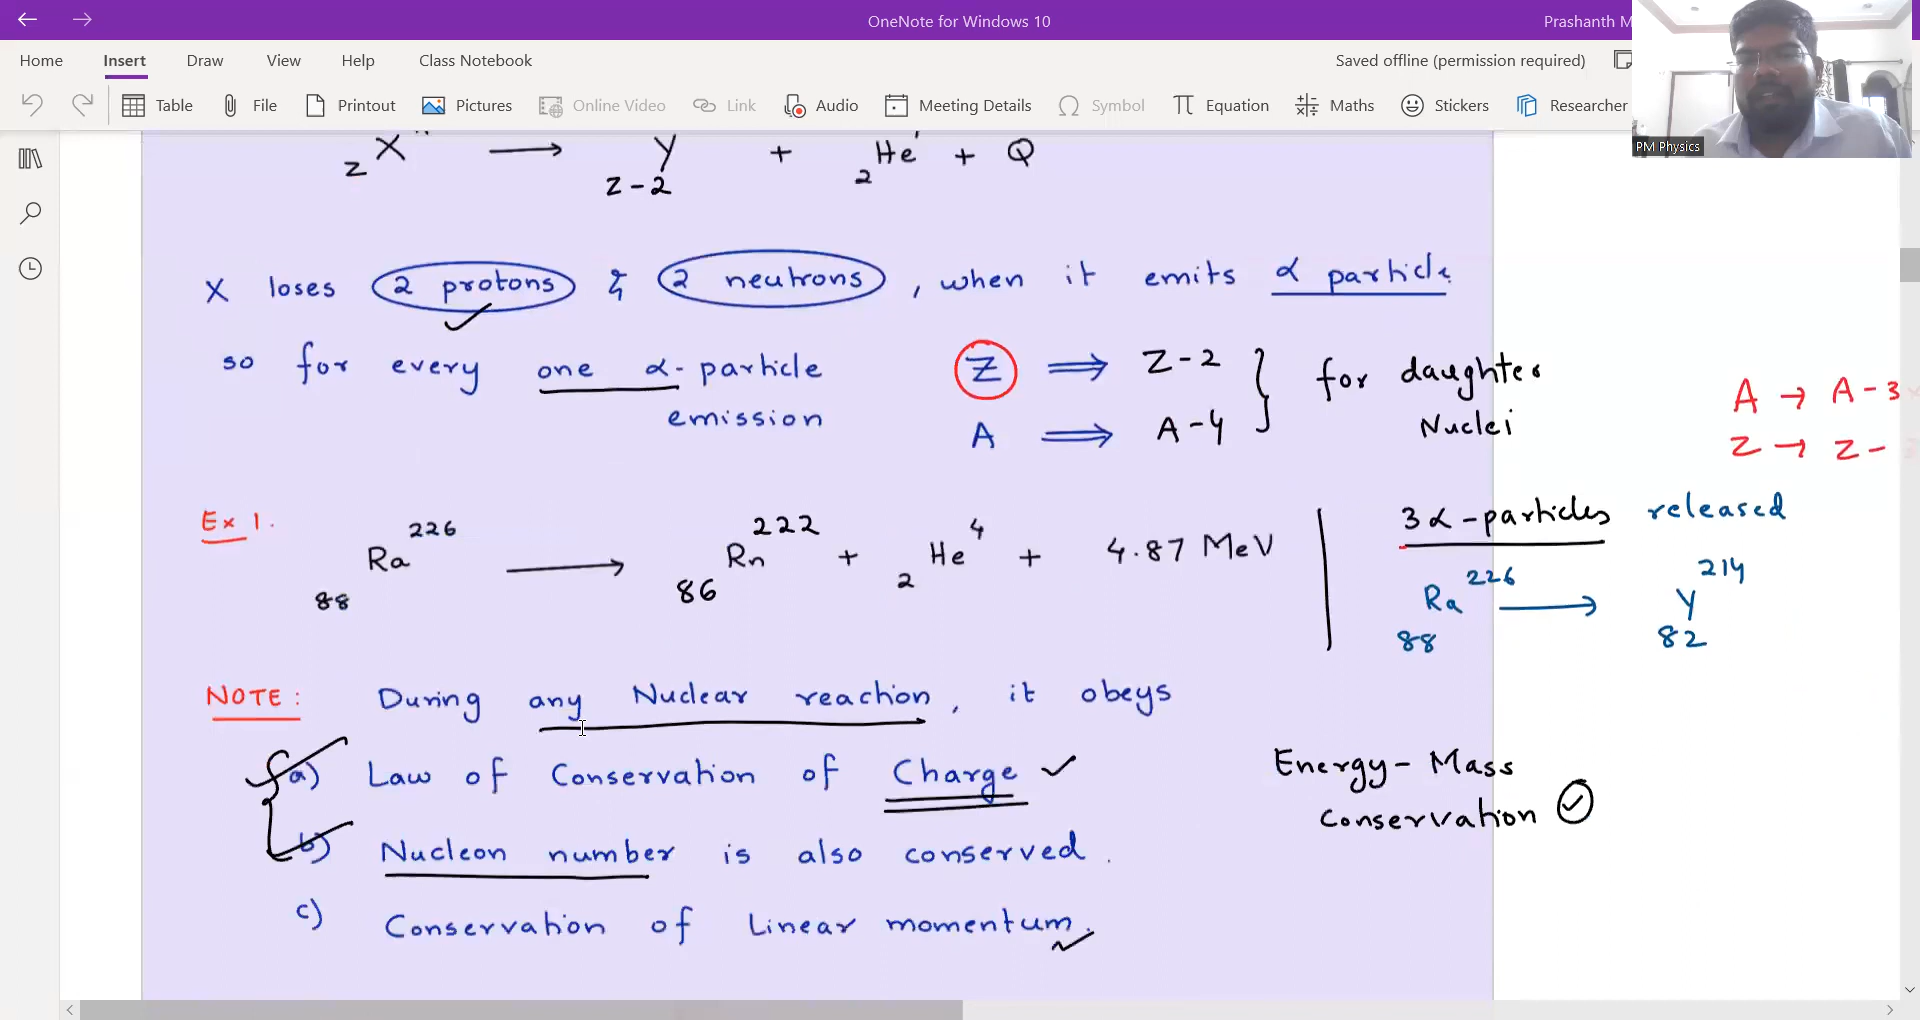 OneNote for Windows 10
Prashanth M
Home Insert Draw View Help Class Notebook
Saved offline (permission required)
Table File Printout Pictures Online Video Link Audio Meeting Details Symbol Equation Maths Stickers Researcher
PM Physics
z X → Y z-2 + 2 He + Q
X loses 2 protons & 2 neutrons, when it emits α particle.
so for every one α-particle emission
Z ⟹ Z-2
A ⟹ A-4
for daughter Nuclei
A → A-3
Z → Z-
Ex 1.
88 Ra 226 → 86 Rn 222 + 2 He 4 + 4.87 MeV
3 α-particles released
88 Ra 226 → 82 Y 214
NOTE: During any Nuclear reaction, it obeys
a) Law of Conservation of Charge ✓
b) Nucleon number is also conserved.
c) Conservation of Linear momentum.
Energy-Mass
Conservation ✓